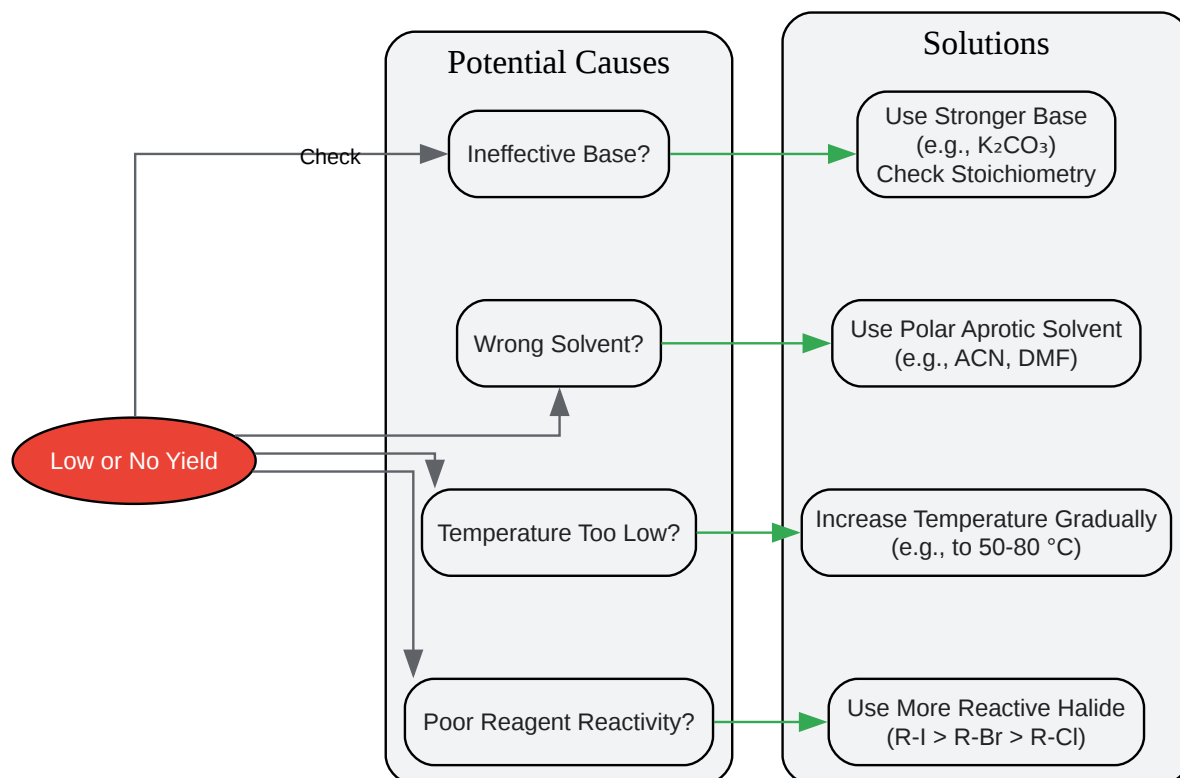 Potential Causes
Solutions
Check
Ineffective Base?
Use Stronger Base
(e.g., K₂CO₃)
Check Stoichiometry
Wrong Solvent?
Use Polar Aprotic Solvent
(e.g., ACN, DMF)
Low or No Yield
Temperature Too Low?
Increase Temperature Gradually
(e.g., to 50-80 °C)
Poor Reagent Reactivity?
Use More Reactive Halide
(R-I > R-Br > R-Cl)